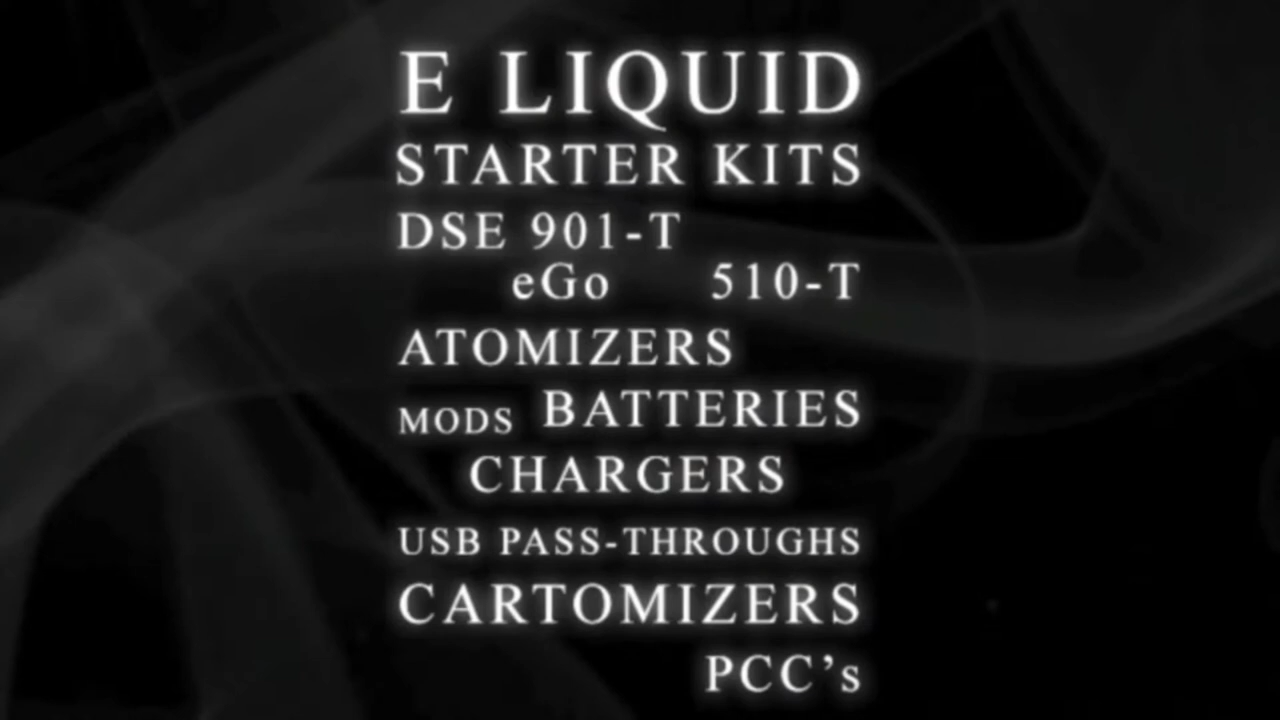 E LIQUID
STARTER KITS
DSE 901-T
eGo 510-T
ATOMIZERS
MODS BATTERIES
CHARGERS
USB PASS-THROUGHS
CARTOMIZERS
PCC’s